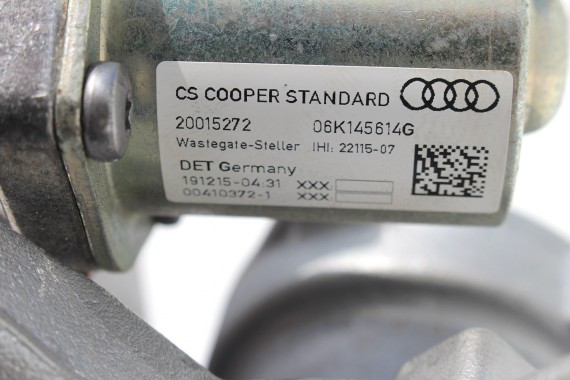 CS COOPER STANDARD
20015272 06K145614G
Wastegate-Steller IHI: 22115-07
DET Germany
191215-04:31 XXX:
00410372-1 XXX: